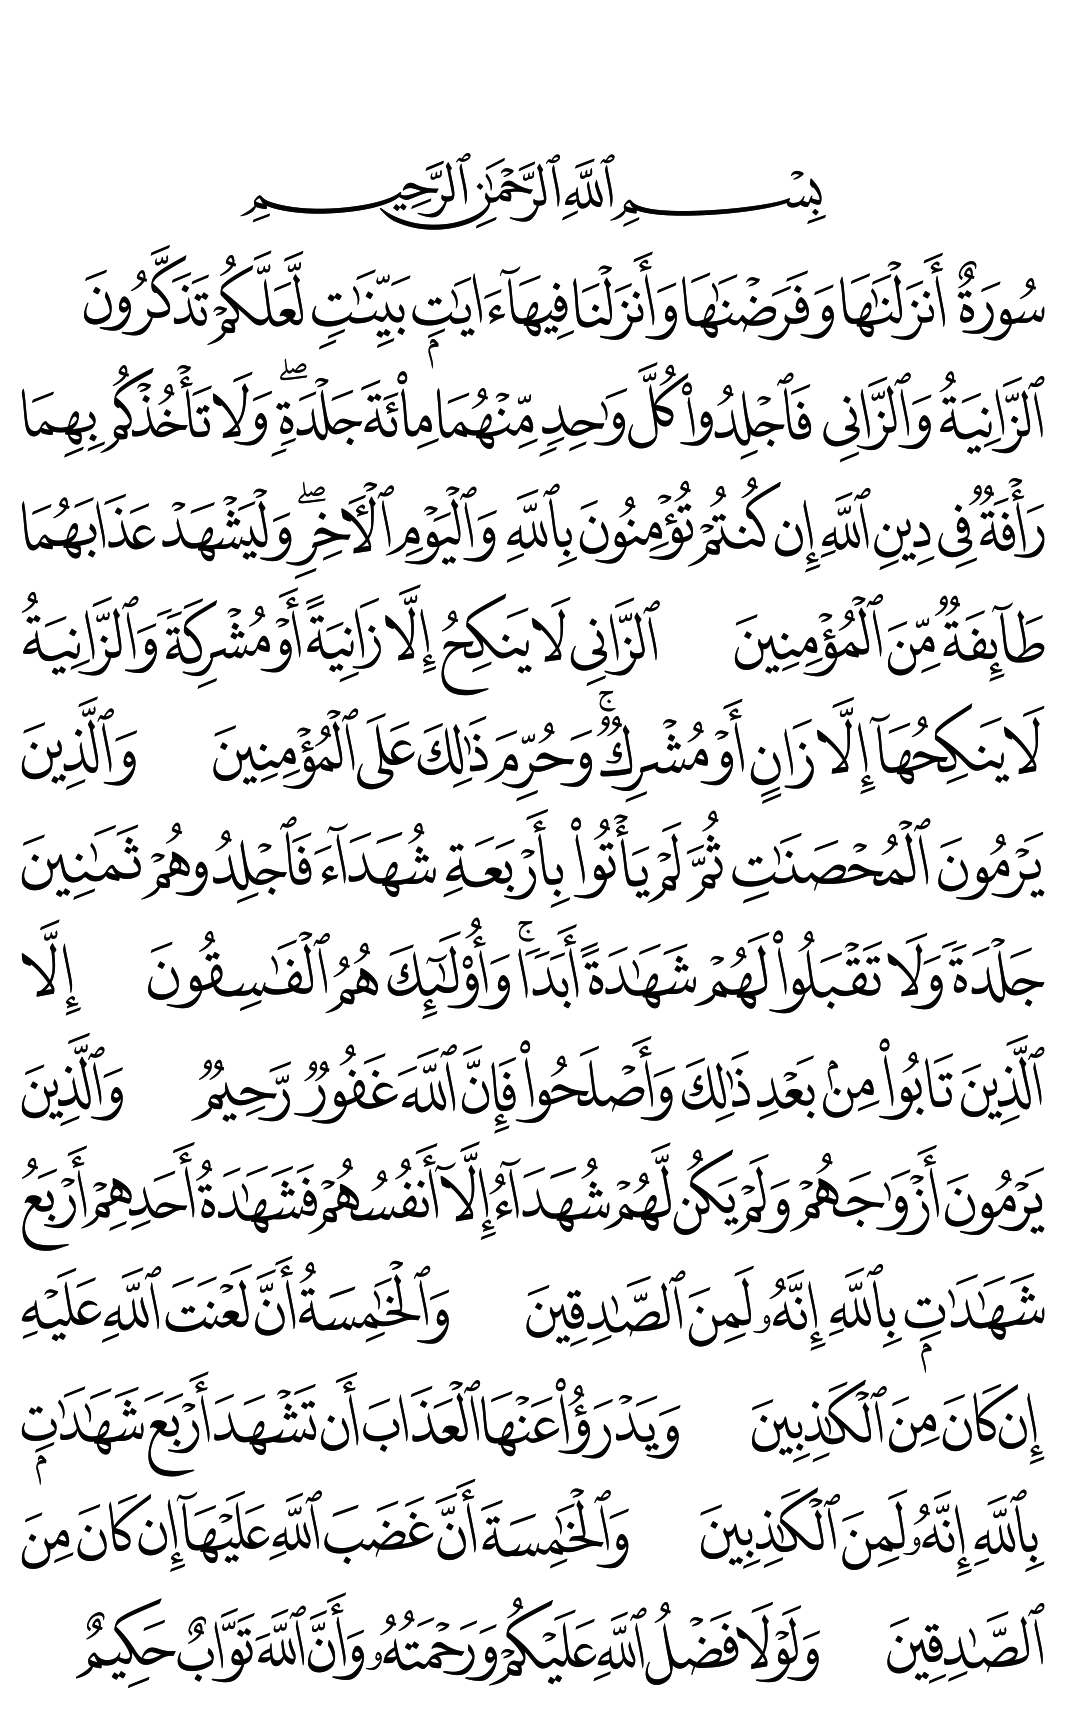 بِسْمِ ٱللَّهِ ٱلرَّحْمَٰنِ ٱلرَّحِيمِ
سُورَةٌ أَنزَلْنَٰهَا وَفَرَضْنَٰهَا وَأَنزَلْنَا فِيهَآ ءَايَٰتٍۭ بَيِّنَٰتٍ لَّعَلَّكُمْ تَذَكَّرُونَ
ٱلزَّانِيَةُ وَٱلزَّانِى فَٱجْلِدُوا۟ كُلَّ وَٰحِدٍ مِّنْهُمَا مِا۟ئَةَ جَلْدَةٍ ۖ وَلَا تَأْخُذْكُم بِهِمَا
رَأْفَةٌ فِى دِينِ ٱللَّهِ إِن كُنتُمْ تُؤْمِنُونَ بِٱللَّهِ وَٱلْيَوْمِ ٱلْـَٔاخِرِ ۖ وَلْيَشْهَدْ عَذَابَهُمَا
طَآئِفَةٌ مِّنَ ٱلْمُؤْمِنِينَ ٱلزَّانِى لَا يَنكِحُ إِلَّا زَانِيَةً أَوْ مُشْرِكَةً وَٱلزَّانِيَةُ
لَا يَنكِحُهَآ إِلَّا زَانٍ أَوْ مُشْرِكٌ ۚ وَحُرِّمَ ذَٰلِكَ عَلَى ٱلْمُؤْمِنِينَ وَٱلَّذِينَ
يَرْمُونَ ٱلْمُحْصَنَٰتِ ثُمَّ لَمْ يَأْتُوا۟ بِأَرْبَعَةِ شُهَدَآءَ فَٱجْلِدُوهُمْ ثَمَٰنِينَ
جَلْدَةً وَلَا تَقْبَلُوا۟ لَهُمْ شَهَٰدَةً أَبَدًا ۚ وَأُو۟لَٰٓئِكَ هُمُ ٱلْفَٰسِقُونَ إِلَّا
ٱلَّذِينَ تَابُوا۟ مِنۢ بَعْدِ ذَٰلِكَ وَأَصْلَحُوا۟ فَإِنَّ ٱللَّهَ غَفُورٌ رَّحِيمٌ وَٱلَّذِينَ
يَرْمُونَ أَزْوَٰجَهُمْ وَلَمْ يَكُن لَّهُمْ شُهَدَآءُ إِلَّآ أَنفُسُهُمْ فَشَهَٰدَةُ أَحَدِهِمْ أَرْبَعُ
شَهَٰدَٰتٍۭ بِٱللَّهِ إِنَّهُۥ لَمِنَ ٱلصَّٰدِقِينَ وَٱلْخَٰمِسَةُ أَنَّ لَعْنَتَ ٱللَّهِ عَلَيْهِ
إِن كَانَ مِنَ ٱلْكَٰذِبِينَ وَيَدْرَؤُا۟ عَنْهَا ٱلْعَذَابَ أَن تَشْهَدَ أَرْبَعَ شَهَٰدَٰتٍۭ
بِٱللَّهِ إِنَّهُۥ لَمِنَ ٱلْكَٰذِبِينَ وَٱلْخَٰمِسَةَ أَنَّ غَضَبَ ٱللَّهِ عَلَيْهَآ إِن كَانَ مِنَ
ٱلصَّٰدِقِينَ وَلَوْلَا فَضْلُ ٱللَّهِ عَلَيْكُمْ وَرَحْمَتُهُۥ وَأَنَّ ٱللَّهَ تَوَّابٌ حَكِيمٌ